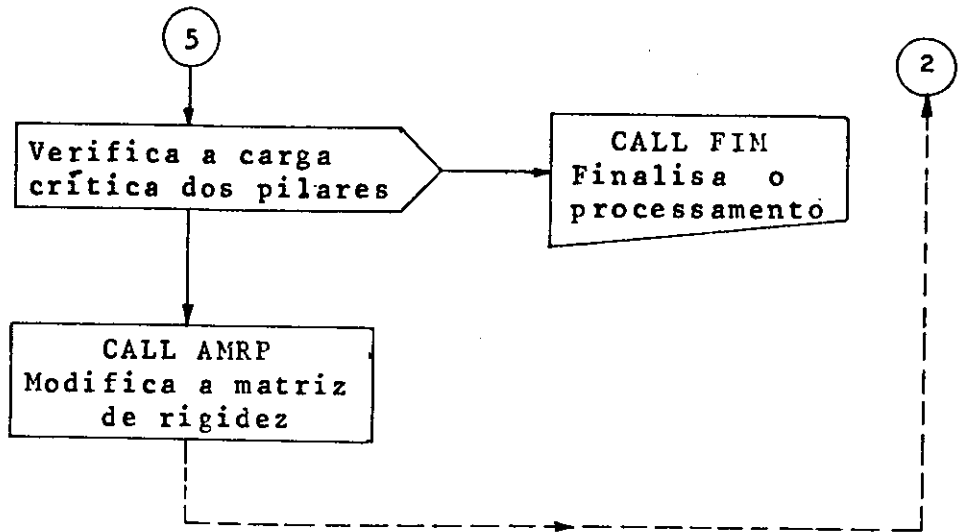 5
2
Verifica a carga
crítica dos pilares
CALL FIM
Finalisa o
processamento
CALL AMRP
Modifica a matriz
de rigidez